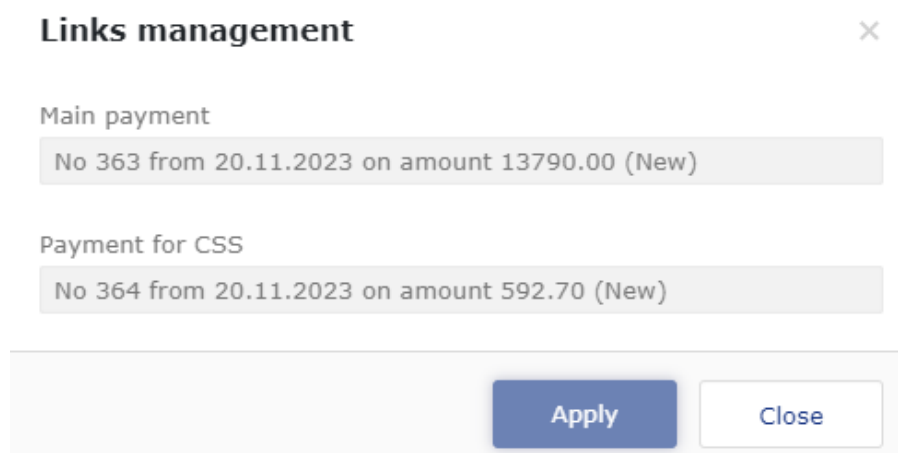 Links management
Main payment
No 363 from 20.11.2023 on amount 13790.00 (New)
Payment for CSS
No 364 from 20.11.2023 on amount 592.70 (New)
Apply
Close